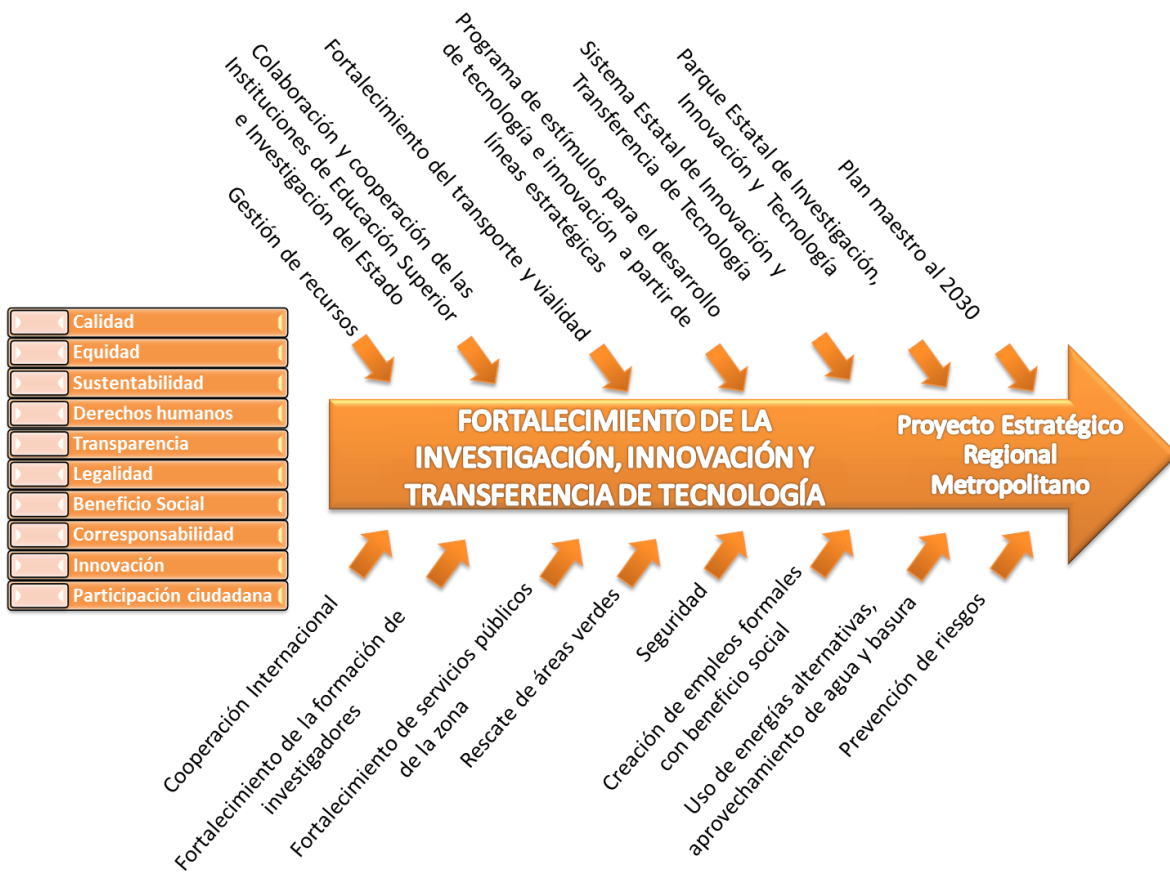 Gestión de recursos
Colaboración y cooperación de las
Instituciones de Educación Superior
e Investigación del Estado
Fortalecimiento del transporte y vialidad
Programa de estímulos para el desarrollo
de tecnología e innovación a partir de
líneas estratégicas
Sistema Estatal de Innovación y
Transferencia de Tecnología
Parque Estatal de Investigación,
Innovación y Tecnología
Plan maestro al 2030
Calidad
Equidad
Sustentabilidad
Derechos humanos
Transparencia
Legalidad
Beneficio Social
Corresponsabilidad
Innovación
Participación ciudadana
FORTALECIMIENTO DE LA
INVESTIGACIÓN, INNOVACIÓN Y
TRANSFERENCIA DE TECNOLOGÍA
Proyecto Estratégico
Regional
Metropolitano
Cooperación Internacional
Fortalecimiento de la formación de
investigadores
Fortalecimiento de servicios públicos
de la zona
Rescate de áreas verdes
Seguridad
Creación de empleos formales
con beneficio social
Uso de energías alternativas,
aprovechamiento de agua y basura
Prevención de riesgos